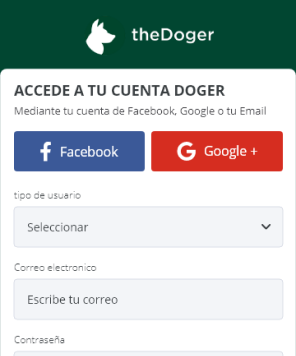 theDoger
ACCEDE A TU CUENTA DOGER
Mediante tu cuenta de Facebook, Google o tu Email
Facebook
Google +
tipo de usuario
Seleccionar
Correo electronico
Escribe tu correo
Contraseña